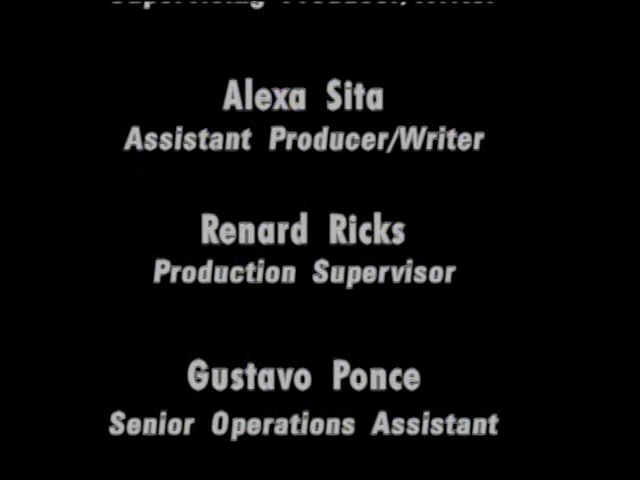 Alexa Sita
Assistant Producer/Writer
Renard Ricks
Production Supervisor
Gustavo Ponce
Senior Operations Assistant